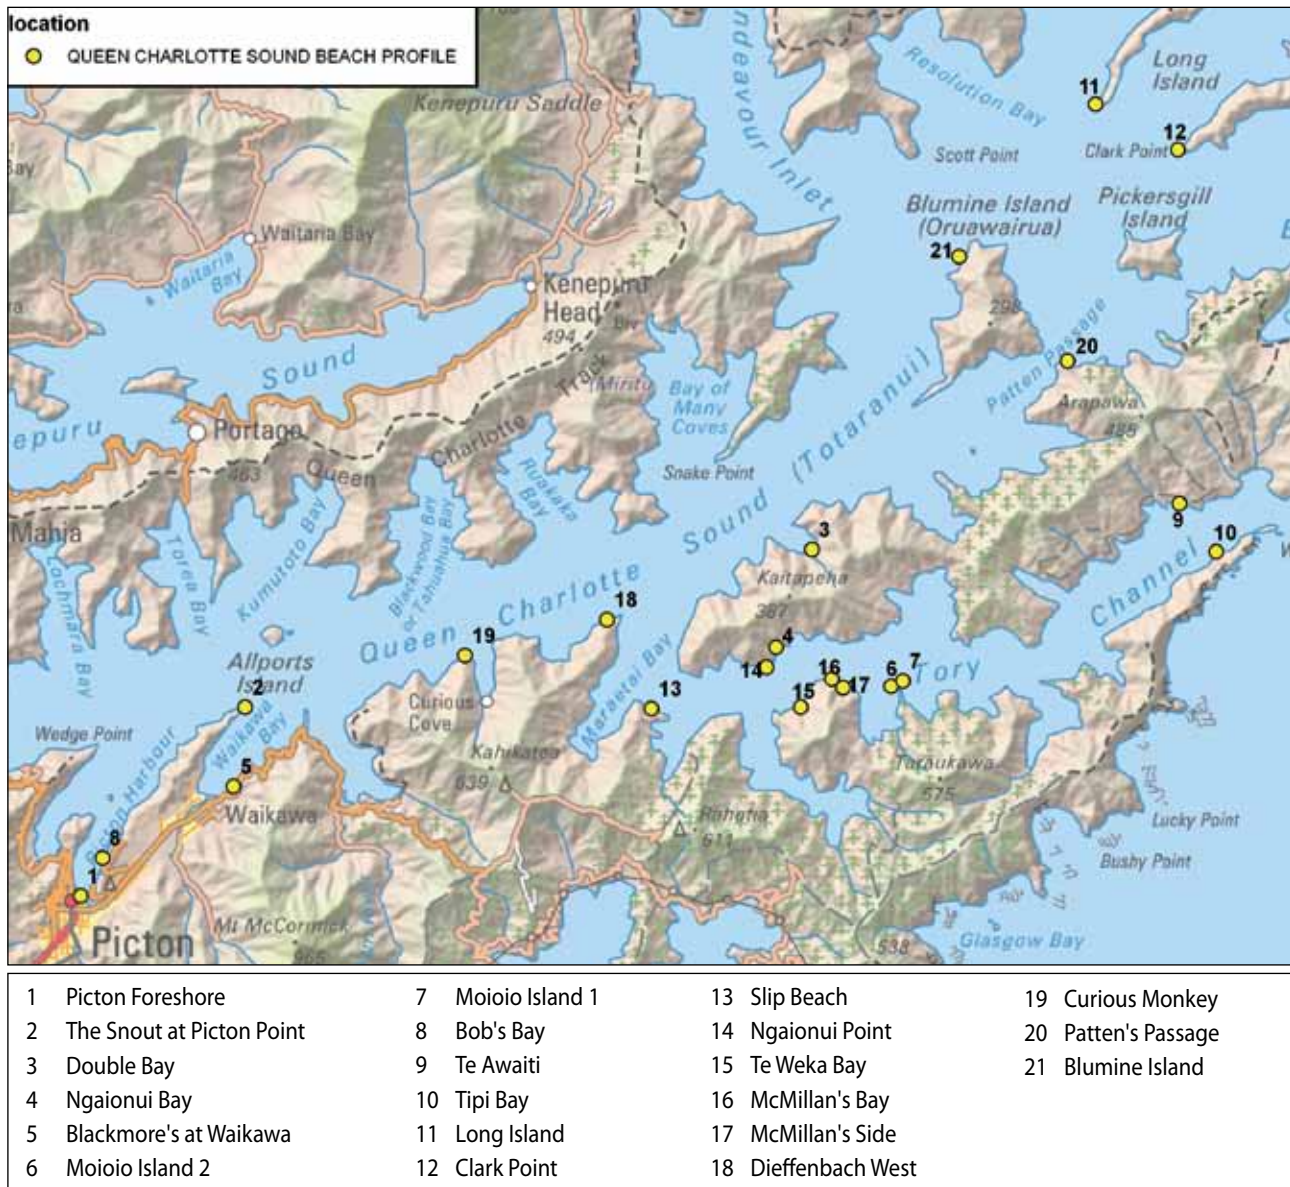 location
QUEEN CHARLOTTE SOUND BEACH PROFILE
Kenepuru Saddle
Resolution Bay
Long
Island
11
12
Clark Point
Scott Point
Pickersgill
Island
Blumine Island
(Oruawairua)
21
298
Waitaria Bay
Waitaria
Bay
Kenepuru
Head
494
Inlet
Bay
Sound
Track
Bay of
Many
Coves
Patten Passage
20
Arapawa
485
Portage
463
Queen
Charlotte
Snake Point
Sound (Totaranui)
Ruakaka
Bay
Blackwood Bay
or Tahuahua Bay
Kumutoto Bay
Torea Bay
Lochmara Bay
Mahia
3
Kaitapeha
387
9
10
Channel
Queen Charlotte
18
19
4
14
Allports
Island
2
Curious
Cove
Maraetai Bay
13
15
16
17
6
7
Tory
Wedge Point
Harbour
Waikawa
Bay
Kahikatea
639
5
Waikawa
611
Taraukawa
575
Lucky Point
Bushy Point
8
1
Picton
Mt McCormick
538
Glasgow Bay
1 Picton Foreshore
2 The Snout at Picton Point
3 Double Bay
4 Ngaionui Bay
5 Blackmore's at Waikawa
6 Moioio Island 2
7 Moioio Island 1
8 Bob's Bay
9 Te Awaiti
10 Tipi Bay
11 Long Island
12 Clark Point
13 Slip Beach
14 Ngaionui Point
15 Te Weka Bay
16 McMillan's Bay
17 McMillan's Side
18 Dieffenbach West
19 Curious Monkey
20 Patten's Passage
21 Blumine Island